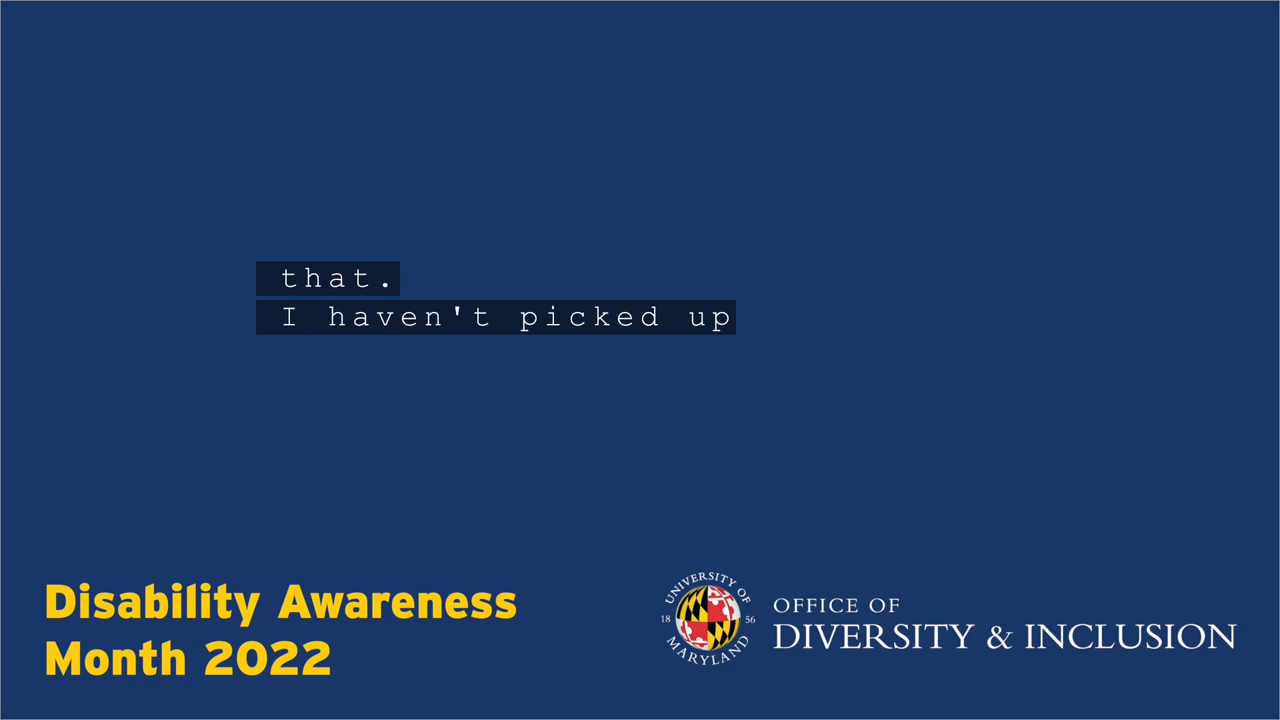 that.
I haven't picked up
Disability Awareness
Month 2022
UNIVERSITY OF
18 56
MARYLAND
OFFICE OF
DIVERSITY & INCLUSION